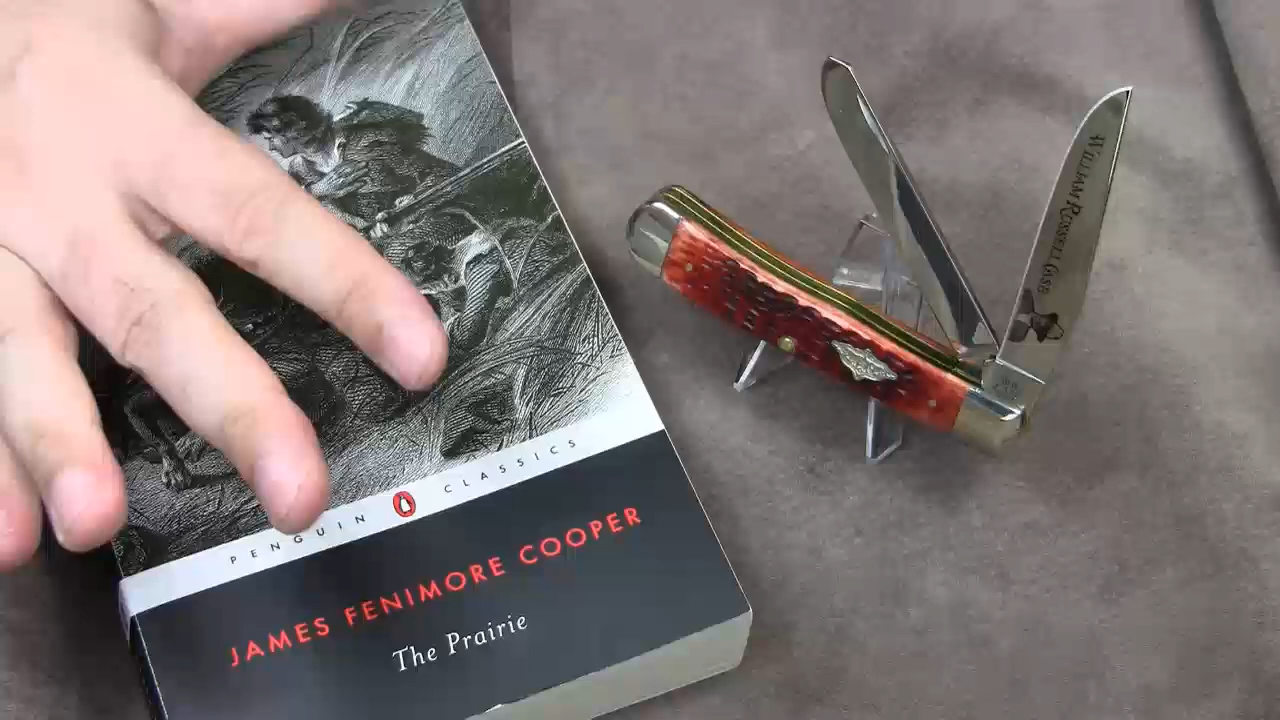 PENGUIN CLASSICS
JAMES FENIMORE COOPER
The Prairie
WILLIAM RUSSELL CASE